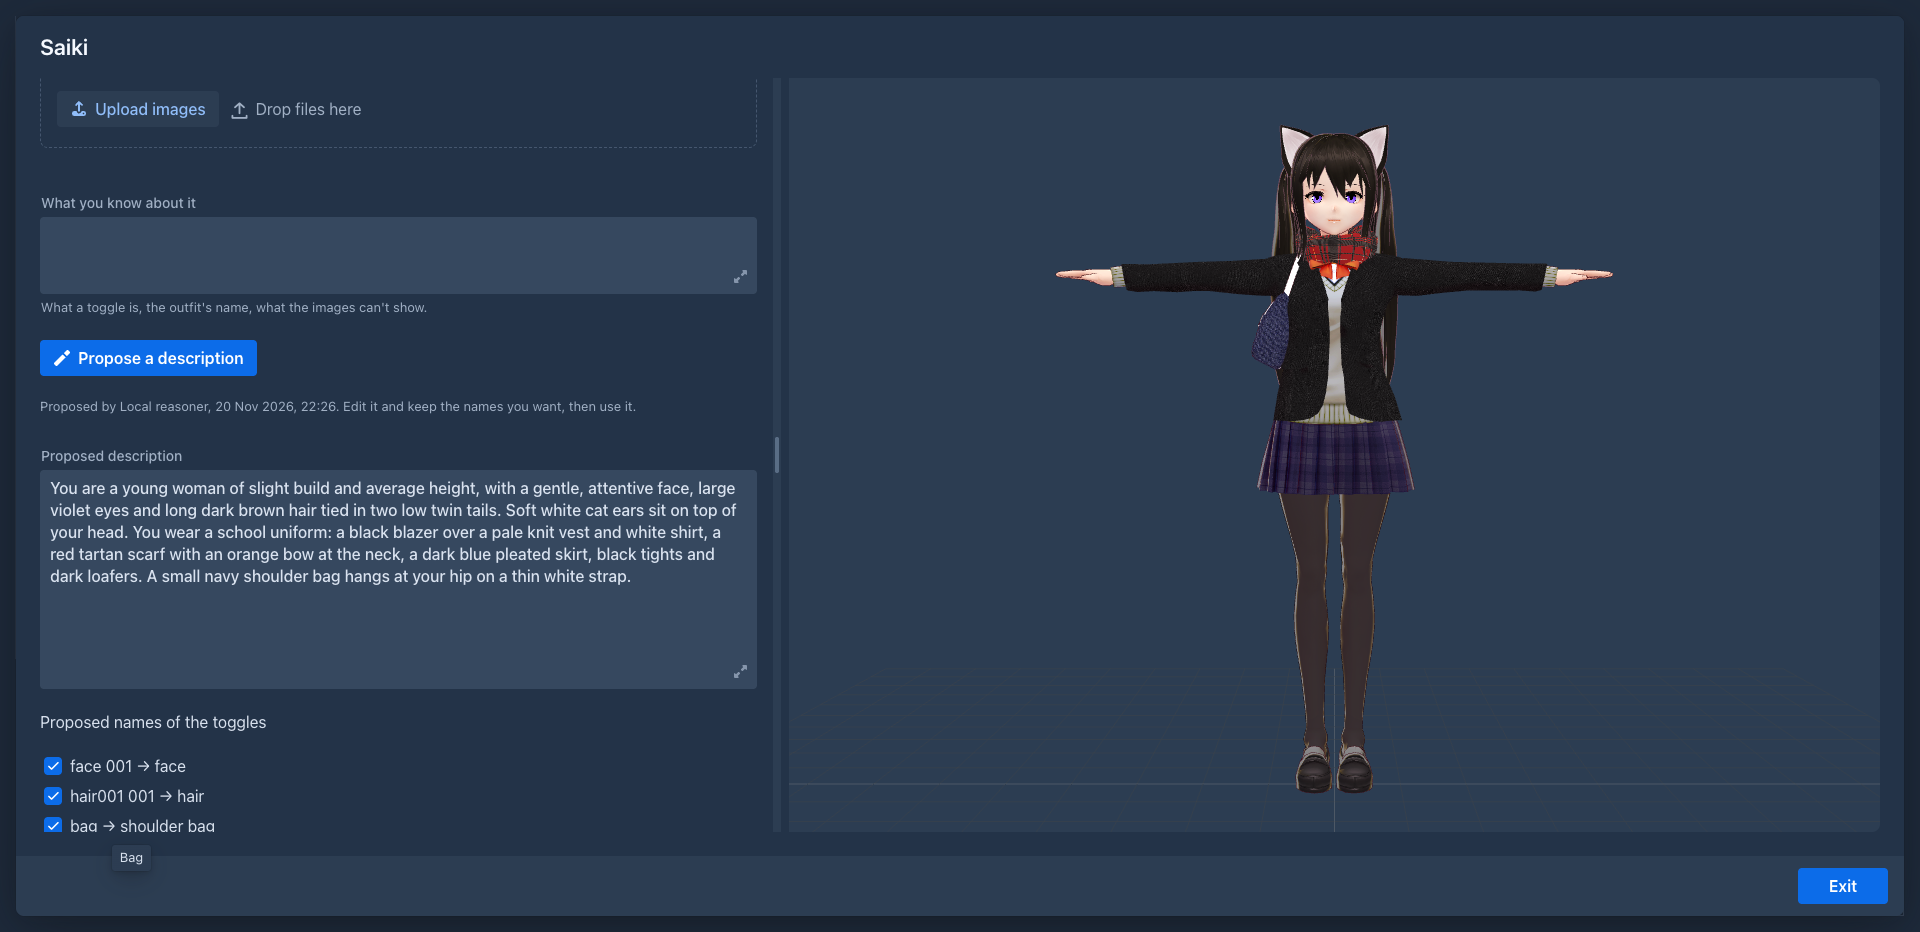 Saiki
Upload images
Drop files here
What you know about it
What a toggle is, the outfit's name, what the images can't show.
Propose a description
Proposed by Local reasoner, 20 Nov 2026, 22:26. Edit it and keep the names you want, then use it.
Proposed description
You are a young woman of slight build and average height, with a gentle, attentive face, large
violet eyes and long dark brown hair tied in two low twin tails. Soft white cat ears sit on top of
your head. You wear a school uniform: a black blazer over a pale knit vest and white shirt, a
red tartan scarf with an orange bow at the neck, a dark blue pleated skirt, black tights and
dark loafers. A small navy shoulder bag hangs at your hip on a thin white strap.
Proposed names of the toggles
face 001 → face
hair001 001 → hair
bag → shoulder bag
Bag
Exit